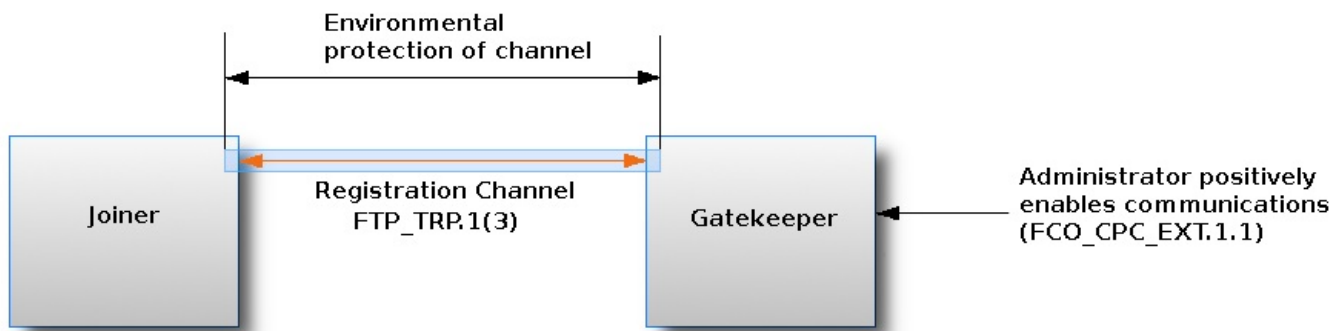 Environmental
protection of channel
Joiner
Registration Channel
FTP_TRP.1(3)
Gatekeeper
Administrator positively
enables communications
(FCO_CPC_EXT.1.1)